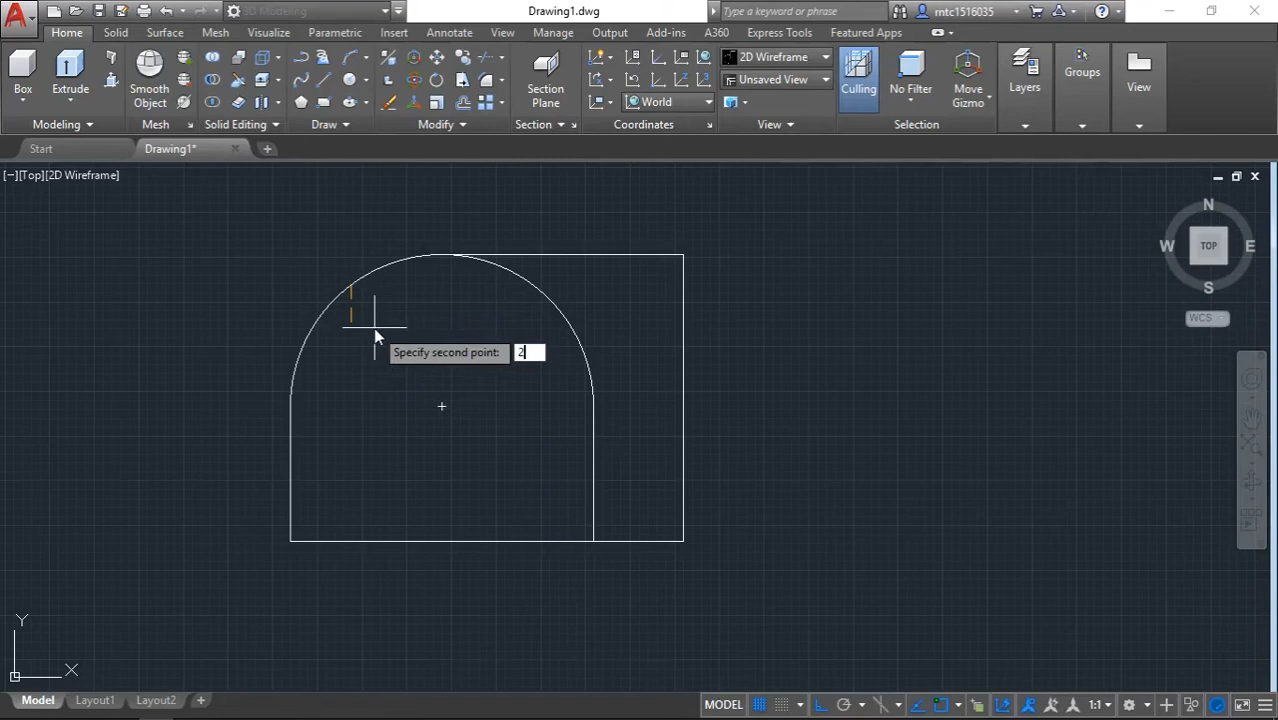 3D Modeling
Drawing1.dwg
Type a keyword or phrase
rntc1516035
Home Solid Surface Mesh Visualize Parametric Insert Annotate View Manage Output Add-ins A360 Express Tools Featured Apps
Box
Extrude
Smooth
Object
Section
Plane
World
2D Wireframe
Unsaved View
Culling
No Filter
Move
Gizmo
Layers
Groups
View
Modeling Mesh Solid Editing Draw Modify Section Coordinates View Selection
Start Drawing1*
[−][Top][2D Wireframe]
N
W TOP E
S
WCS
Specify second point: 2
Y
X
Model Layout1 Layout2
MODEL 1:1